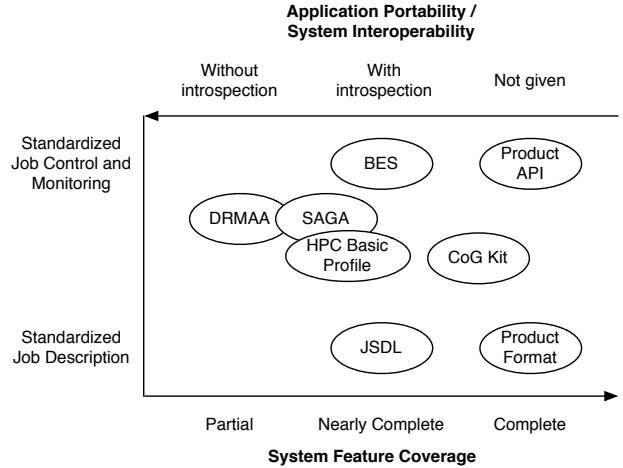 Application Portability /
System Interoperability
Without
introspection
With
introspection
Not given
Standardized
Job Control and
Monitoring
BES
Product
API
DRMAA
SAGA
HPC Basic
Profile
CoG Kit
Standardized
Job Description
JSDL
Product
Format
Partial
Nearly Complete
Complete
System Feature Coverage